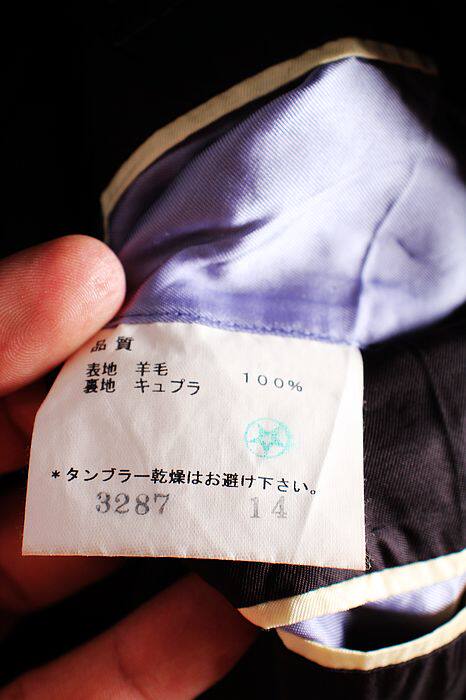 品質
表地 羊毛 100%
裏地 キュプラ
*タンブラー乾燥はお避け下さい。
3287 14